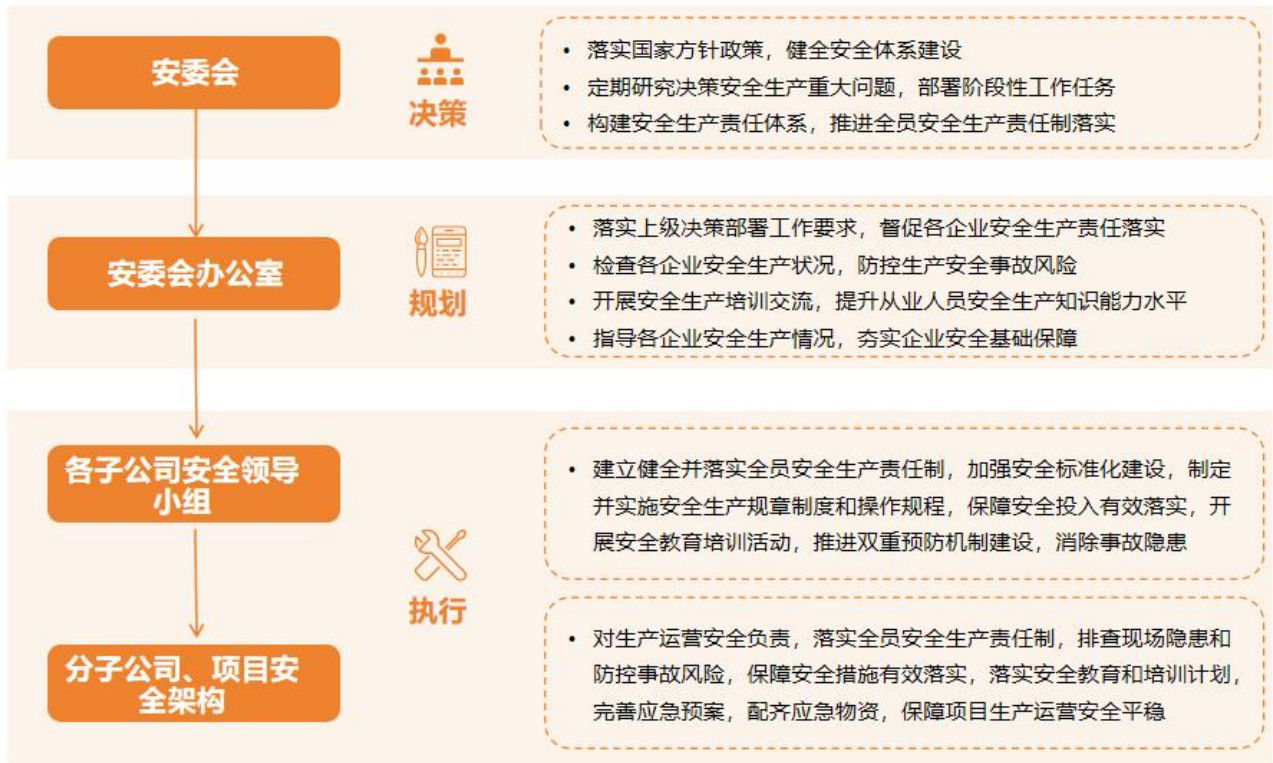 安委会
决策
• 落实国家方针政策，健全安全体系建设
• 定期研究决策安全生产重大问题，部署阶段性工作任务
• 构建安全生产责任体系，推进全员安全生产责任制落实
安委会办公室
规划
• 落实上级决策部署工作要求，督促各企业安全生产责任落实
• 检查各企业安全生产状况，防控生产安全事故风险
• 开展安全生产培训交流，提升从业人员安全生产知识能力水平
• 指导各企业安全生产情况，夯实企业安全基础保障
各子公司安全领导
小组
执行
• 建立健全并落实全员安全生产责任制，加强安全标准化建设，制定
并实施安全生产规章制度和操作规程，保障安全投入有效落实，开
展安全教育培训活动，推进双重预防机制建设，消除事故隐患
分子公司、项目安
全架构
• 对生产运营安全负责，落实全员安全生产责任制，排查现场隐患和
防控事故风险，保障安全措施有效落实，落实安全教育和培训计划，
完善应急预案，配齐应急物资，保障项目生产运营安全平稳